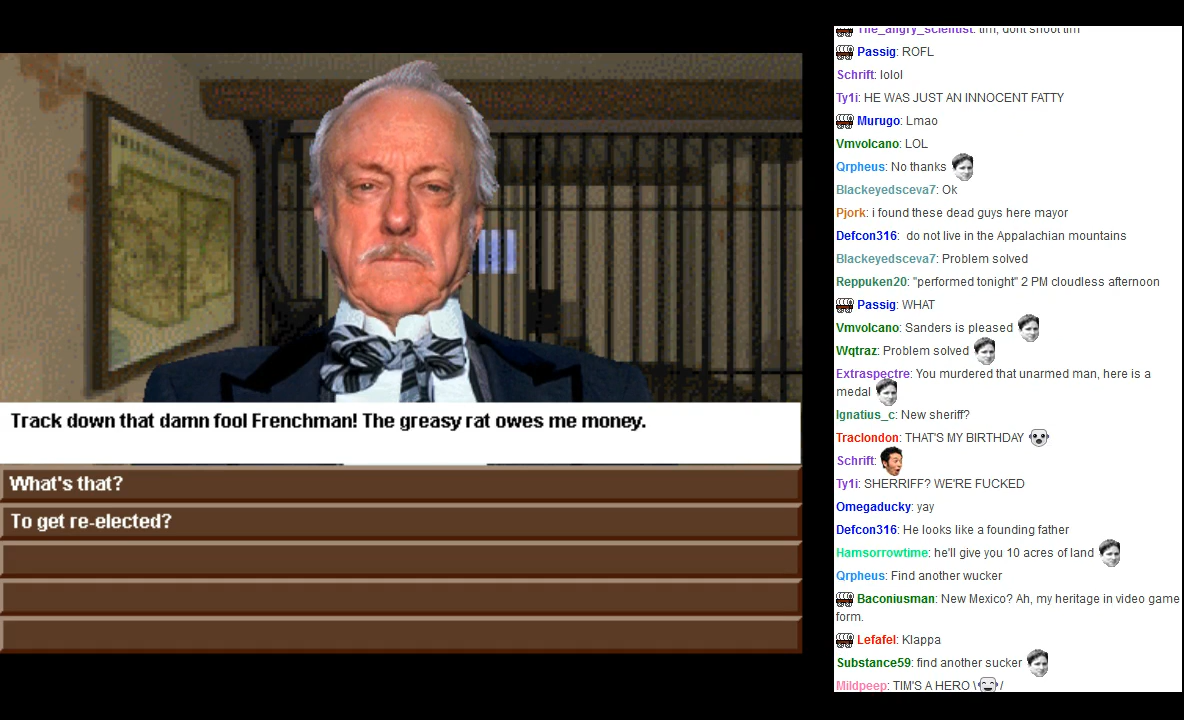 Track down that damn fool Frenchman! The greasy rat owes me money.
What's that?
To get re-elected?
The_angry_scientist: tim, dont shoot tim
Passig: ROFL
Schrift: lolol
Ty1i: HE WAS JUST AN INNOCENT FATTY
Murugo: Lmao
Vmvolcano: LOL
Qrpheus: No thanks
Blackeyedsceva7: Ok
Pjork: i found these dead guys here mayor
Defcon316: do not live in the Appalachian mountains
Blackeyedsceva7: Problem solved
Reppuken20: "performed tonight" 2 PM cloudless afternoon
Passig: WHAT
Vmvolcano: Sanders is pleased
Wqtraz: Problem solved
Extraspectre: You murdered that unarmed man, here is a
medal
Ignatius_c: New sheriff?
Traclondon: THAT'S MY BIRTHDAY
Schrift:
Ty1i: SHERRIFF? WE'RE FUCKED
Omegaducky: yay
Defcon316: He looks like a founding father
Hamsorrowtime: he'll give you 10 acres of land
Qrpheus: Find another wucker
Baconiusman: New Mexico? Ah, my heritage in video game
form.
Lefafel: Klappa
Substance59: find another sucker
Mildpeep: TIM'S A HERO \ /